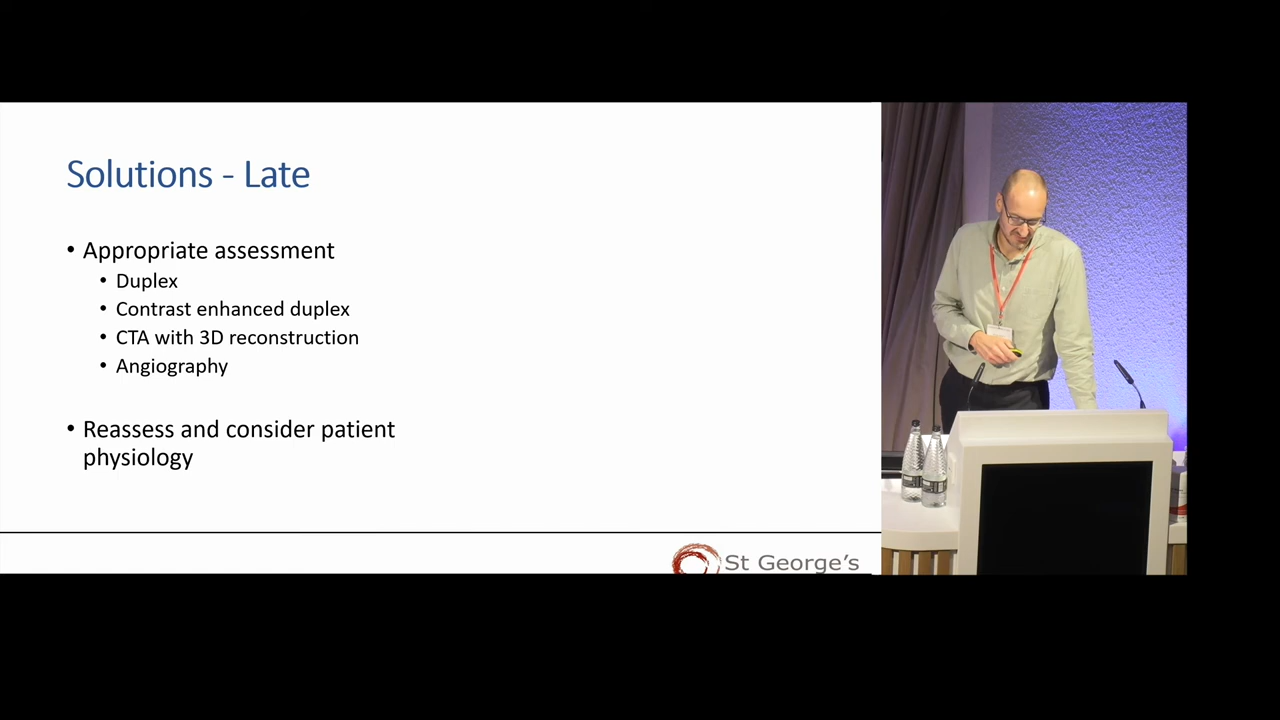 Solutions - Late
• Appropriate assessment
• Duplex
• Contrast enhanced duplex
• CTA with 3D reconstruction
• Angiography
• Reassess and consider patient
physiology
St George's